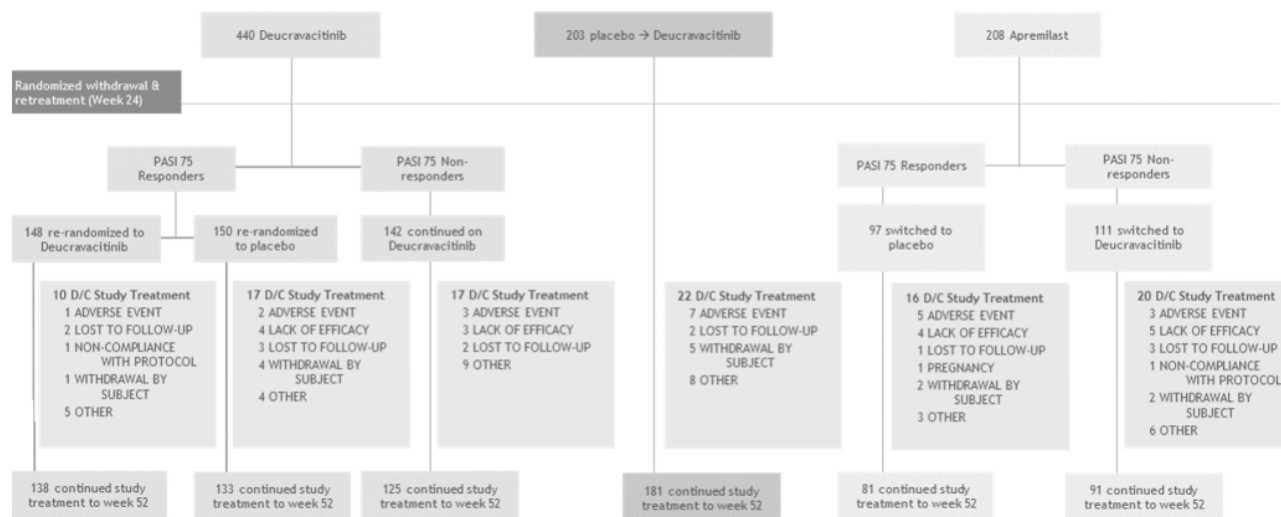 440 Deucravacitinib
203 placebo → Deucravacitinib
208 Apremilast
Randomized withdrawal &
retreatment (Week 24)
PASI 75
Responders
PASI 75 Non-
responders
PASI 75 Responders
PASI 75 Non-
responders
148 re-randomized to
Deucravacitinib
150 re-randomized
to placebo
142 continued on
Deucravacitinib
97 switched to
placebo
111 switched to
Deucravacitinib
10 D/C Study Treatment
1 ADVERSE EVENT
2 LOST TO FOLLOW-UP
1 NON-COMPLIANCE
WITH PROTOCOL
1 WITHDRAWAL BY
SUBJECT
5 OTHER
17 D/C Study Treatment
2 ADVERSE EVENT
4 LACK OF EFFICACY
3 LOST TO FOLLOW-UP
4 WITHDRAWAL BY
SUBJECT
4 OTHER
17 D/C Study Treatment
3 ADVERSE EVENT
3 LACK OF EFFICACY
2 LOST TO FOLLOW-UP
9 OTHER
22 D/C Study Treatment
7 ADVERSE EVENT
2 LOST TO FOLLOW-UP
5 WITHDRAWAL BY
SUBJECT
8 OTHER
16 D/C Study Treatment
5 ADVERSE EVENT
4 LACK OF EFFICACY
1 LOST TO FOLLOW-UP
1 PREGNANCY
2 WITHDRAWAL BY
SUBJECT
3 OTHER
20 D/C Study Treatment
3 ADVERSE EVENT
5 LACK OF EFFICACY
3 LOST TO FOLLOW-UP
1 NON-COMPLIANCE
WITH PROTOCOL
2 WITHDRAWAL BY
SUBJECT
6 OTHER
138 continued study
treatment to week 52
133 continued study
treatment to week 52
125 continued study
treatment to week 52
181 continued study
treatment to week 52
81 continued study
treatment to week 52
91 continued study
treatment to week 52